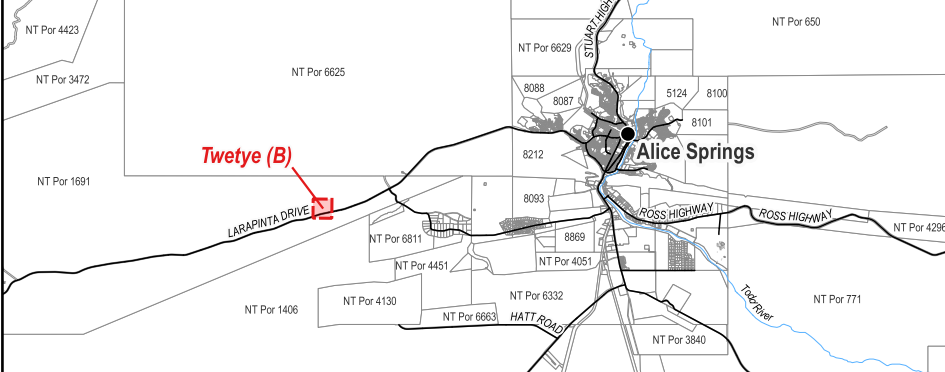 NT Por 4423
NT Por 3472
NT Por 6625
NT Por 1691
Twetye (B)
LARAPINTA DRIVE
STUART HIGH
NT Por 6629
NT Por 650
8088
8087
5124
8100
8101
8212
Alice Springs
8093
ROSS HIGHWAY
ROSS HIGHWAY
NT Por 4296
NT Por 6811
8869
NT Por 4451
NT Por 4051
NT Por 1406
NT Por 4130
NT Por 6332
NT Por 6663
HATT ROAD
Todd River
NT Por 771
NT Por 3840